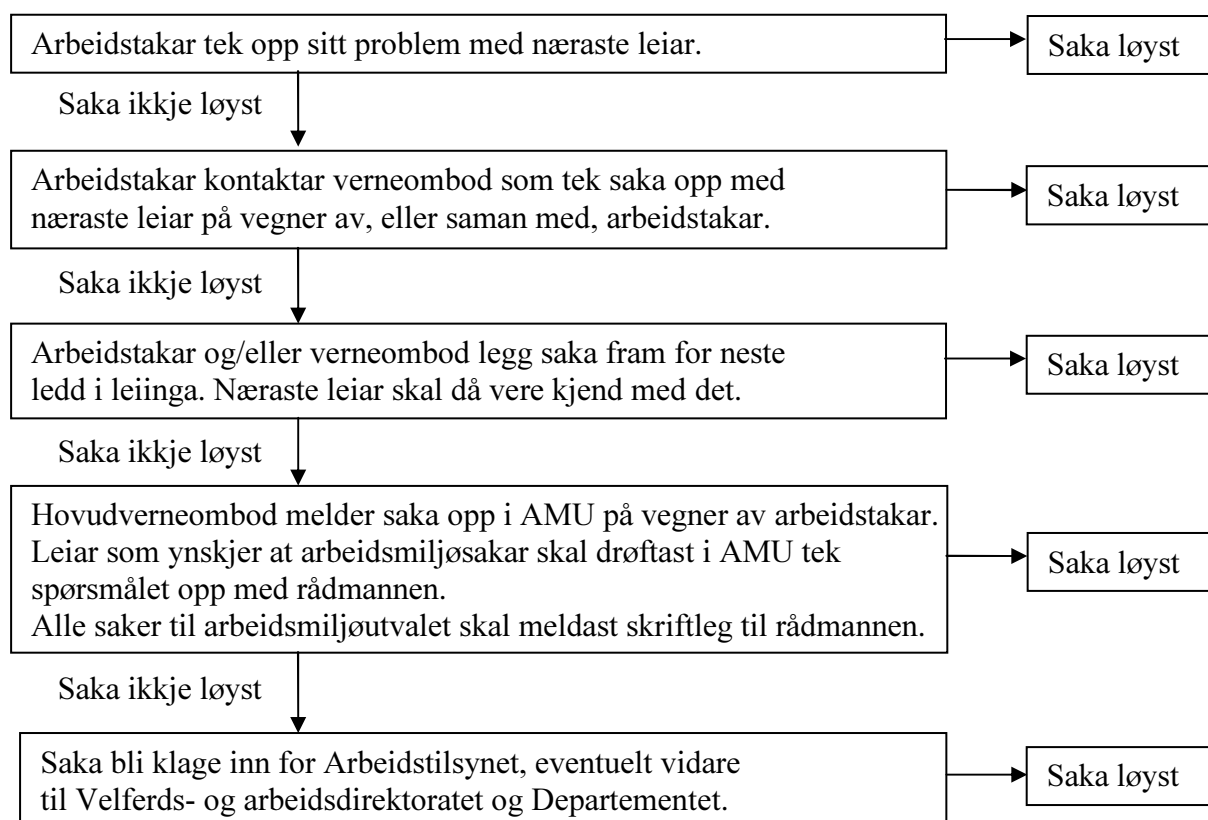 Arbeidstakar tek opp sitt problem med næraste leiar.
Saka løyst
Saka ikkje løyst
Arbeidstakar kontaktar verneombod som tek saka opp med
næraste leiar på vegner av, eller saman med, arbeidstakar.
Saka løyst
Saka ikkje løyst
Arbeidstakar og/eller verneombod legg saka fram for neste
ledd i leiinga. Næraste leiar skal då vere kjend med det.
Saka løyst
Saka ikkje løyst
Hovudverneombod melder saka opp i AMU på vegner av arbeidstakar.
Leiar som ynskjer at arbeidsmiljøsakar skal drøftast i AMU tek
spørsmålet opp med rådmannen.
Alle saker til arbeidsmiljøutvalet skal meldast skriftleg til rådmannen.
Saka løyst
Saka ikkje løyst
Saka bli klage inn for Arbeidstilsynet, eventuelt vidare
til Velferds- og arbeidsdirektoratet og Departementet.
Saka løyst